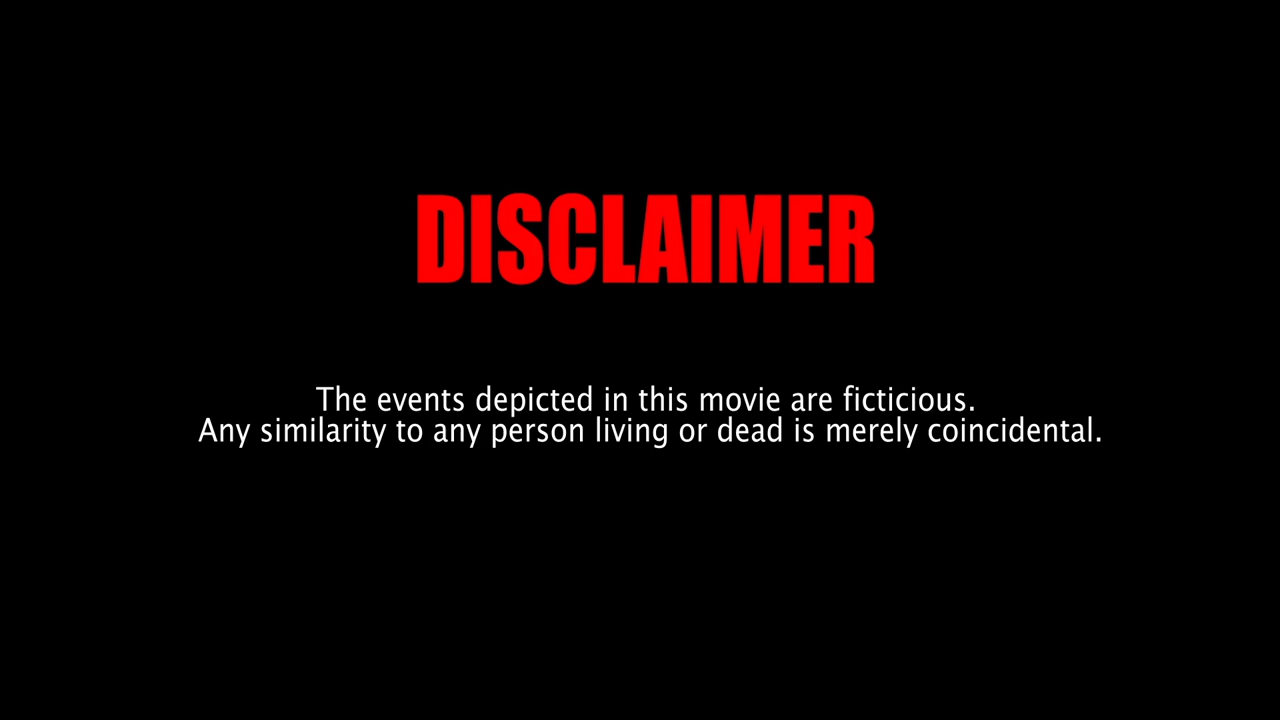 DISCLAIMER
The events depicted in this movie are ficticious.
Any similarity to any person living or dead is merely coincidental.